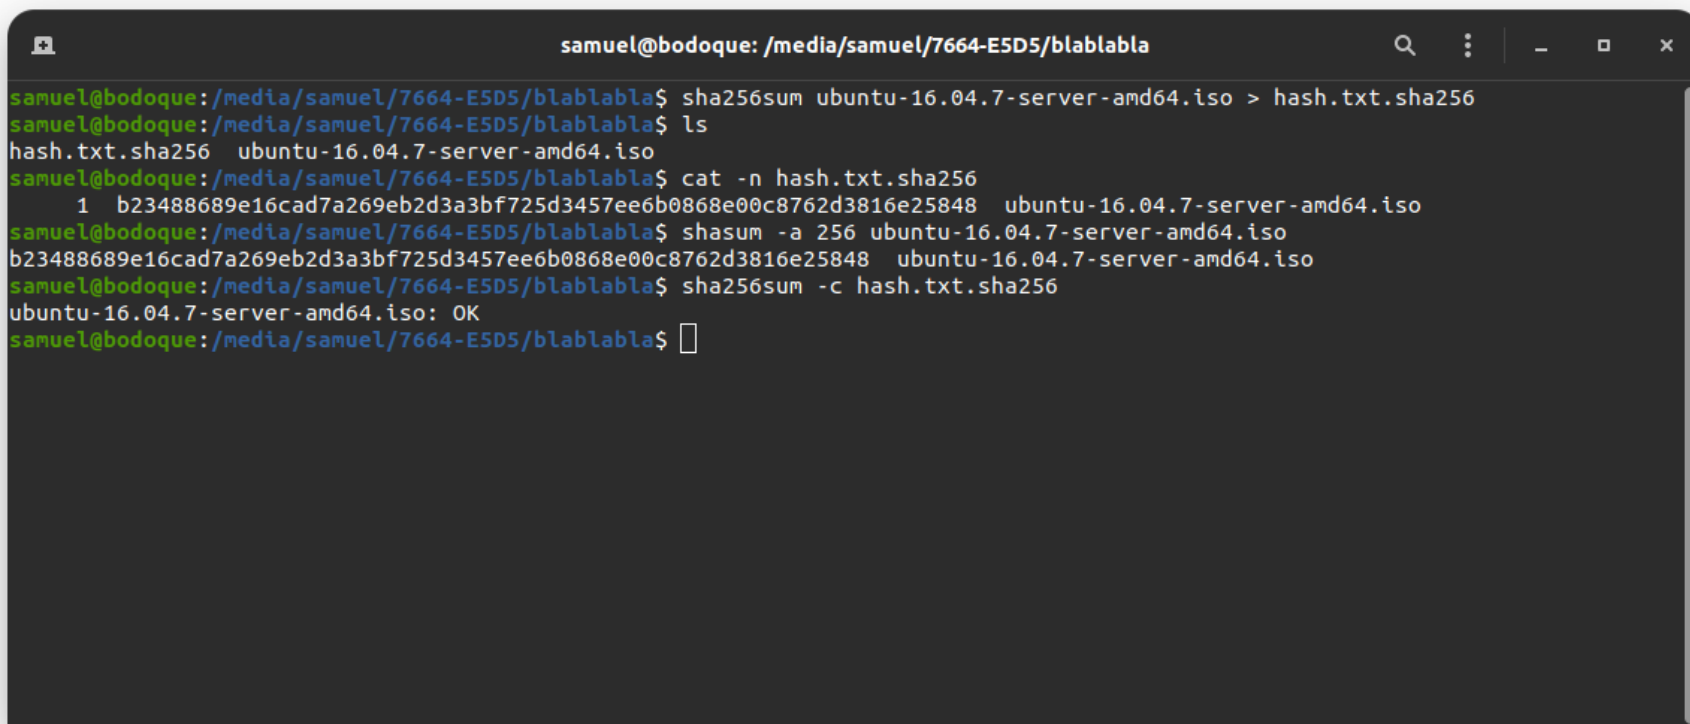 samuel@bodoque: /media/samuel/7664-E5D5/blablabla
samuel@bodoque:/media/samuel/7664-E5D5/blablabla$ sha256sum ubuntu-16.04.7-server-amd64.iso > hash.txt.sha256
samuel@bodoque:/media/samuel/7664-E5D5/blablabla$ ls
hash.txt.sha256  ubuntu-16.04.7-server-amd64.iso
samuel@bodoque:/media/samuel/7664-E5D5/blablabla$ cat -n hash.txt.sha256
     1  b23488689e16cad7a269eb2d3a3bf725d3457ee6b0868e00c8762d3816e25848  ubuntu-16.04.7-server-amd64.iso
samuel@bodoque:/media/samuel/7664-E5D5/blablabla$ shasum -a 256 ubuntu-16.04.7-server-amd64.iso
b23488689e16cad7a269eb2d3a3bf725d3457ee6b0868e00c8762d3816e25848  ubuntu-16.04.7-server-amd64.iso
samuel@bodoque:/media/samuel/7664-E5D5/blablabla$ sha256sum -c hash.txt.sha256
ubuntu-16.04.7-server-amd64.iso: OK
samuel@bodoque:/media/samuel/7664-E5D5/blablabla$